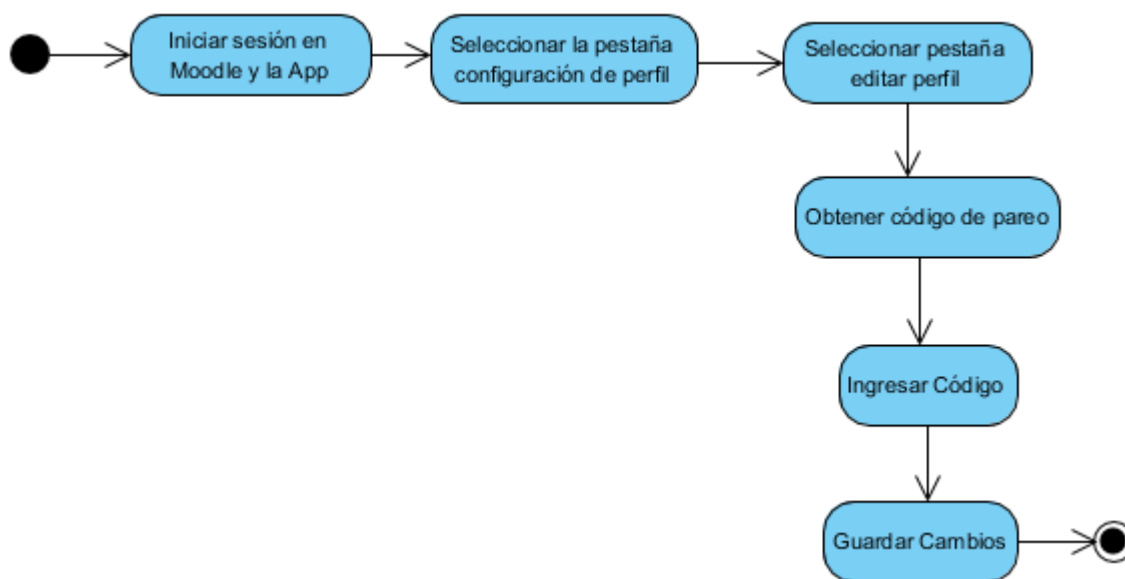 Iniciar sesión en
Moodle y la App
Seleccionar la pestaña
configuración de perfil
Seleccionar pestaña
editar perfil
Obtener código de pareo
Ingresar Código
Guardar Cambios